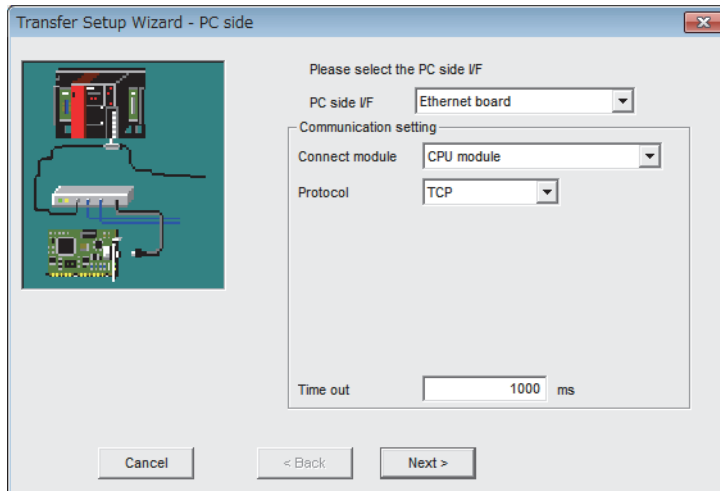 Transfer Setup Wizard - PC side
Please select the PC side I/F
PC side I/F Ethernet board
Communication setting
Connect module CPU module
Protocol TCP
Time out 1000 ms
Cancel < Back Next >